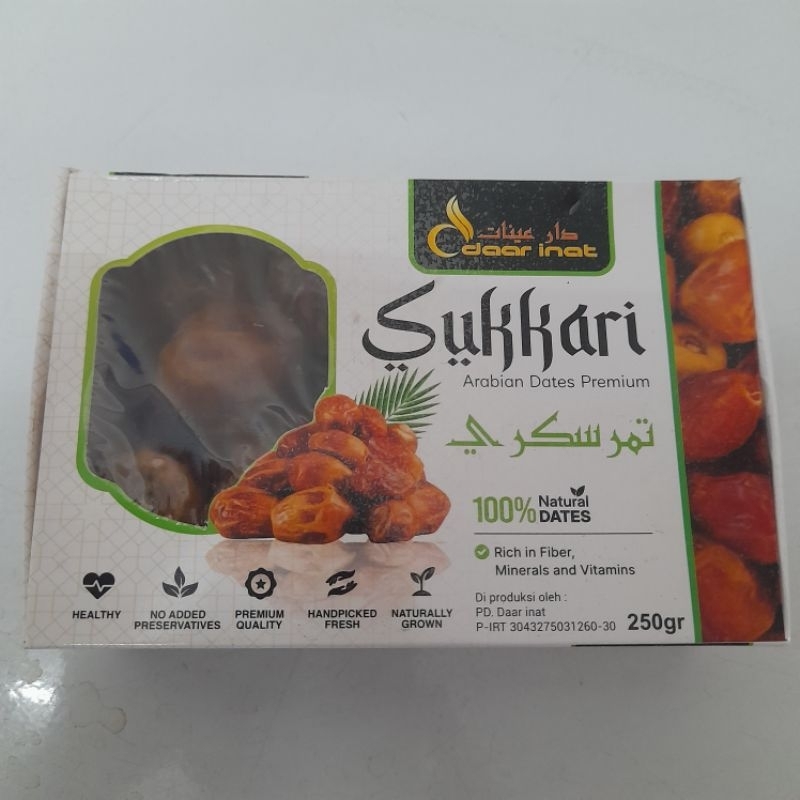 دار عينات
daar inat
Sukkari
Arabian Dates Premium
تمر سكري
100% Natural DATES
Rich in Fiber,
Minerals and Vitamins
HEALTHY
NO ADDED
PRESERVATIVES
PREMIUM
QUALITY
HANDPICKED
FRESH
NATURALLY
GROWN
Di produksi oleh :
PD. Daar inat
P-IRT 3043275031260-30
250gr